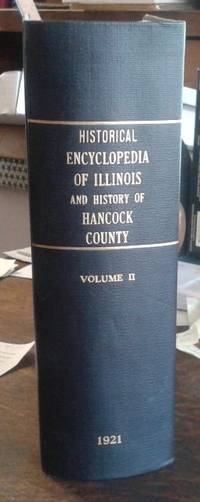 HISTORICAL
ENCYCLOPEDIA
OF ILLINOIS
AND HISTORY OF
HANCOCK
COUNTY
VOLUME II
1921